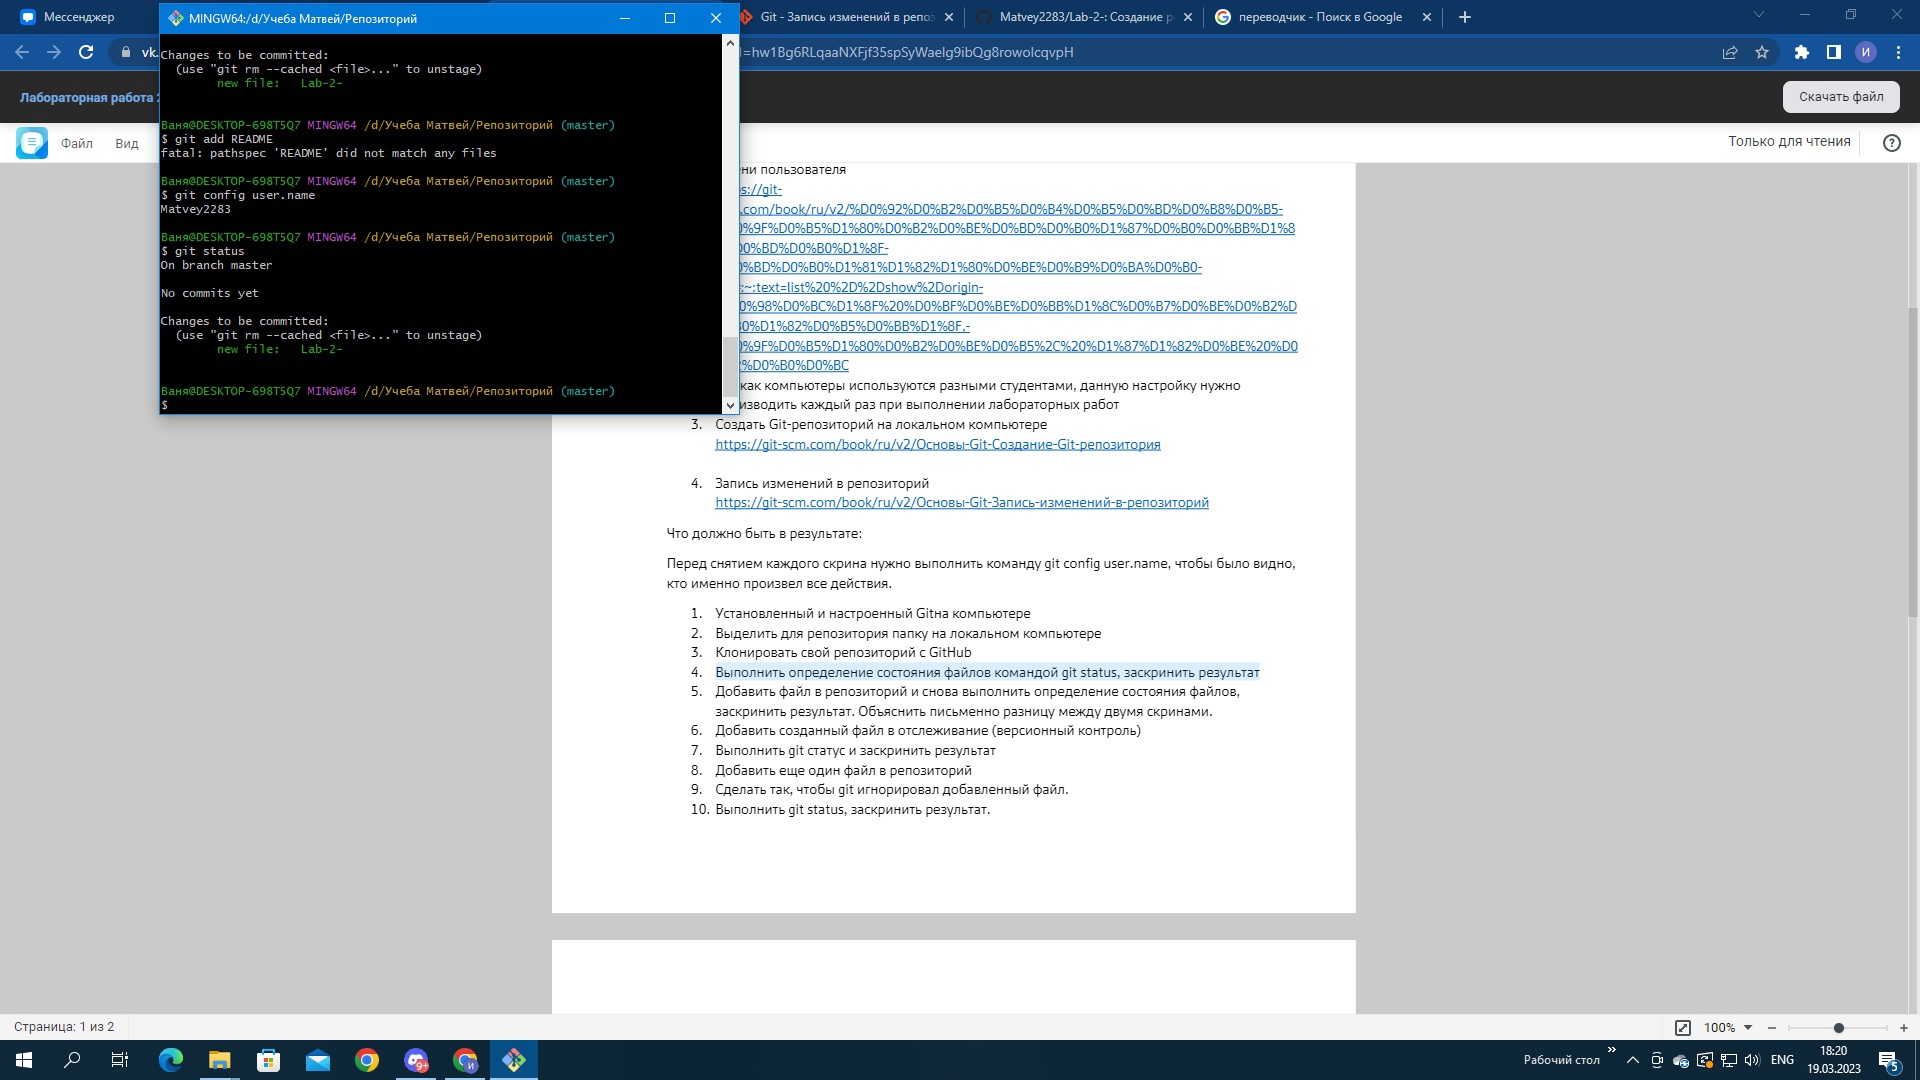 Мессенджер
MINGW64:/d/Учеба Матвей/Репозиторий
Git - Запись изменений в репоз
Matvey2283/Lab-2-: Создание р
переводчик - Поиск в Google
vk.
Лабораторная работа 2
Скачать файл
Файл
Вид
Только для чтения
Changes to be committed:
(use "git rm --cached <file>..." to unstage)
new file:   Lab-2-
Ваня@DESKTOP-698T5Q7 MINGW64 /d/Учеба Матвей/Репозиторий (master)
$ git add README
fatal: pathspec 'README' did not match any files
Ваня@DESKTOP-698T5Q7 MINGW64 /d/Учеба Матвей/Репозиторий (master)
$ git config user.name
Matvey2283
Ваня@DESKTOP-698T5Q7 MINGW64 /d/Учеба Матвей/Репозиторий (master)
$ git status
On branch master
No commits yet
Changes to be committed:
(use "git rm --cached <file>..." to unstage)
new file:   Lab-2-
Ваня@DESKTOP-698T5Q7 MINGW64 /d/Учеба Матвей/Репозиторий (master)
$
ени пользователя
s://git-
.com/book/ru/v2/%D0%92%D0%B2%D0%B5%D0%B4%D0%B5%D0%BD%D0%B8%D0%B5-
0%9F%D0%B5%D1%80%D0%B2%D0%BE%D0%BD%D0%B0%D1%87%D0%B0%D0%BB%D1%8
D0%BD%D0%B0%D1%8F-
0%BD%D0%B0%D1%81%D1%82%D1%80%D0%BE%D0%B9%D0%BA%D0%B0-
:~:text=list%20%2D%2Dshow%2Dorigin-
0%98%D0%BC%D1%8F%20%D0%BF%D0%BE%D0%BB%D1%8C%D0%B7%D0%BE%D0%B2%D
80%D1%82%D0%B5%D0%BB%D1%8F.-
0%9F%D0%B5%D1%80%D0%B2%D0%BE%D0%B5%2C%20%D1%87%D1%82%D0%BE%20%D0
%D0%B0%D0%BC
как компьютеры используются разными студентами, данную настройку нужно
изводить каждый раз при выполнении лабораторных работ
3. Создать Git-репозиторий на локальном компьютере
https://git-scm.com/book/ru/v2/Основы-Git-Создание-Git-репозитория
4. Запись изменений в репозиторий
https://git-scm.com/book/ru/v2/Основы-Git-Запись-изменений-в-репозиторий
Что должно быть в результате:
Перед снятием каждого скрина нужно выполнить команду git config user.name, чтобы было видно,
кто именно произвел все действия.
1. Установленный и настроенный Gitна компьютере
2. Выделить для репозитория папку на локальном компьютере
3. Клонировать свой репозиторий с GitHub
4. Выполнить определение состояния файлов командой git status, заскринить результат
5. Добавить файл в репозиторий и снова выполнить определение состояния файлов,
заскринить результат. Объяснить письменно разницу между двумя скринами.
6. Добавить созданный файл в отслеживание (версионный контроль)
7. Выполнить git статус и заскринить результат
8. Добавить еще один файл в репозиторий
9. Сделать так, чтобы git игнорировал добавленный файл.
10. Выполнить git status, заскринить результат.
Страница: 1 из 2
100%
Рабочий стол
ENG
18:20
19.03.2023